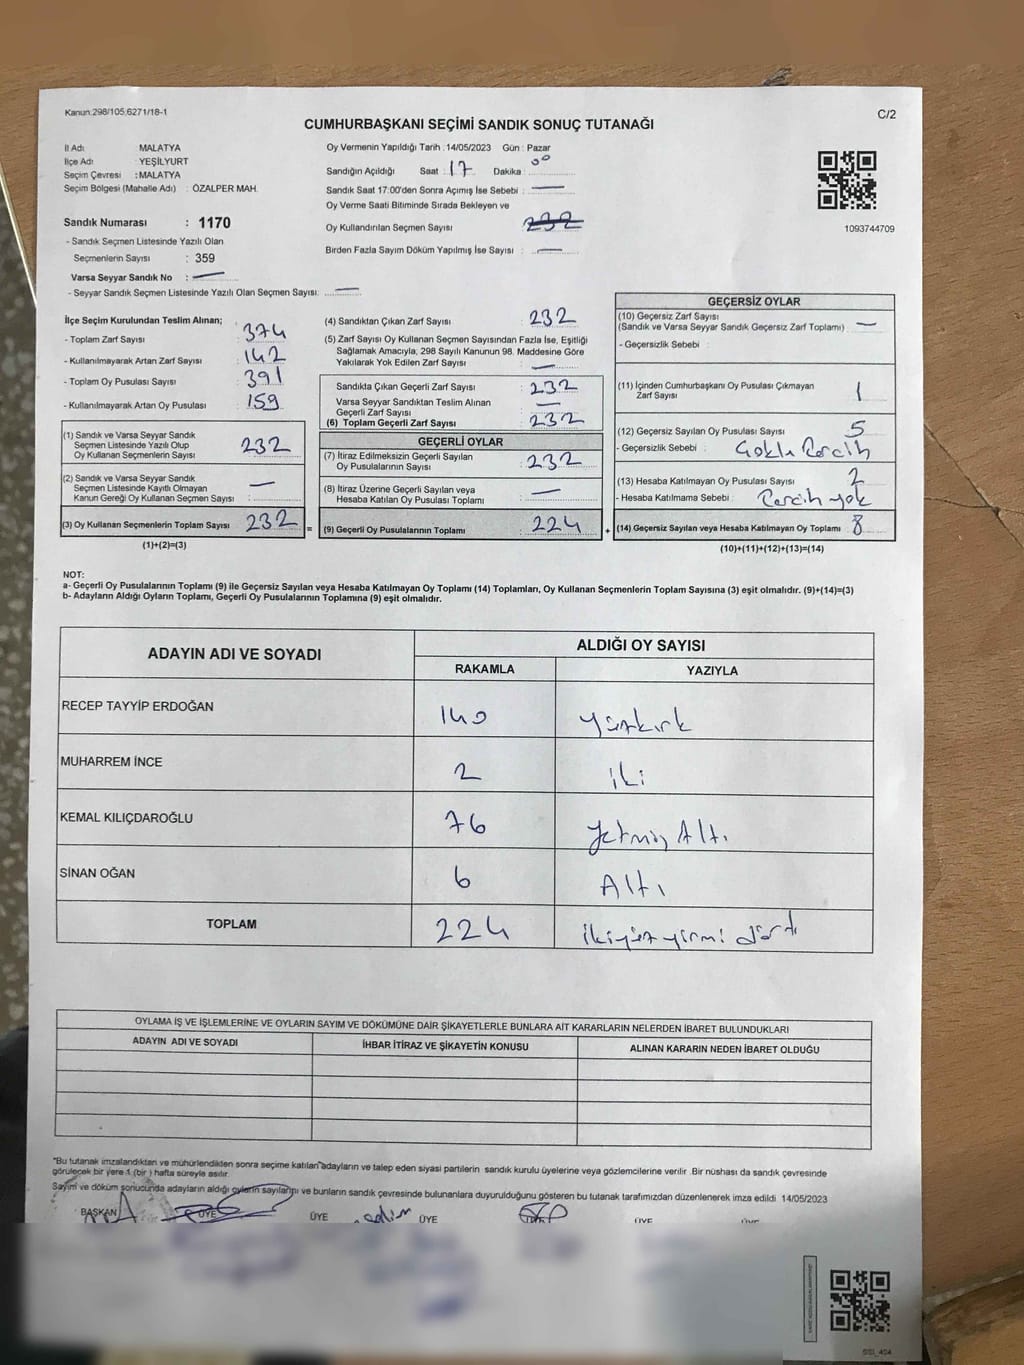 Kanun:298/105,6271/18-1
C/2
CUMHURBAŞKANI SEÇİMİ SANDIK SONUÇ TUTANAĞI
İl Adı : MALATYA
İlçe Adı : YEŞİLYURT
Seçim Çevresi : MALATYA
Seçim Bölgesi (Mahalle Adı) : ÖZALPER MAH.
Sandık Numarası : 1170
- Sandık Seçmen Listesinde Yazılı Olan
Seçmenlerin Sayısı : 359
Varsa Seyyar Sandık No : —
- Seyyar Sandık Seçmen Listesinde Yazılı Olan Seçmen Sayısı: —
Oy Vermenin Yapıldığı Tarih : 14/05/2023 Gün : Pazar
Sandığın Açıldığı Saat : 17 Dakika : 00
Sandık Saat 17:00'den Sonra Açımış İse Sebebi : —
Oy Verme Saati Bitiminde Sırada Bekleyen ve
Oy Kullandırılan Seçmen Sayısı : 232
Birden Fazla Sayım Döküm Yapılmış İse Sayısı : —
1093744709
İlçe Seçim Kurulundan Teslim Alınan;
- Toplam Zarf Sayısı : 374
- Kullanılmayarak Artan Zarf Sayısı : 142
- Toplam Oy Pusulası Sayısı : 391
- Kullanılmayarak Artan Oy Pusulası : 159
(1) Sandık ve Varsa Seyyar Sandık
Seçmen Listesinde Yazılı Olup
Oy Kullanan Seçmenlerin Sayısı : 232
(2) Sandık ve Varsa Seyyar Sandık
Seçmen Listesinde Kayıtlı Olmayan
Kanun Gereği Oy Kullanan Seçmen Sayısı : —
(3) Oy Kullanan Seçmenlerin Toplam Sayısı : 232 =
(1)+(2)=(3)
(4) Sandıktan Çıkan Zarf Sayısı : 232
(5) Zarf Sayısı Oy Kullanan Seçmen Sayısından Fazla İse, Eşitliği
Sağlamak Amacıyla, 298 Sayılı Kanunun 98. Maddesine Göre
Yakılarak Yok Edilen Zarf Sayısı : —
Sandıkta Çıkan Geçerli Zarf Sayısı : 232
Varsa Seyyar Sandıktan Teslim Alınan
Geçerli Zarf Sayısı : —
(6) Toplam Geçerli Zarf Sayısı : 232
GEÇERLİ OYLAR
(7) İtiraz Edilmeksizin Geçerli Sayılan
Oy Pusulalarının Sayısı : 232
(8) İtiraz Üzerine Geçerli Sayılan veya
Hesaba Katılan Oy Pusulası Toplamı : —
(9) Geçerli Oy Pusulalarının Toplamı : 224 +
GEÇERSİZ OYLAR
(10) Geçersiz Zarf Sayısı
(Sandık ve Varsa Seyyar Sandık Geçersiz Zarf Toplamı) : —
- Geçersizlik Sebebi :
(11) İçinden Cumhurbaşkanı Oy Pusulası Çıkmayan
Zarf Sayısı : 1
(12) Geçersiz Sayılan Oy Pusulası Sayısı : 5
- Geçersizlik Sebebi : Çoklu Tercih
(13) Hesaba Katılmayan Oy Pusulası Sayısı : 2
- Hesaba Katılmama Sebebi : Tercih yok
(14) Geçersiz Sayılan veya Hesaba Katılmayan Oy Toplamı : 8
(10)+(11)+(12)+(13)=(14)
NOT:
a- Geçerli Oy Pusulalarının Toplamı (9) ile Geçersiz Sayılan veya Hesaba Katılmayan Oy Toplamı (14) Toplamları, Oy Kullanan Seçmenlerin Toplam Sayısına (3) eşit olmalıdır. (9)+(14)=(3)
b- Adayların Aldığı Oyların Toplamı, Geçerli Oy Pusulalarının Toplamına (9) eşit olmalıdır.
ADAYIN ADI VE SOYADI
ALDIĞI OY SAYISI
RAKAMLA YAZIYLA
RECEP TAYYİP ERDOĞAN 140 yüzkırk
MUHARREM İNCE 2 iki
KEMAL KILIÇDAROĞLU 76 yetmiş Altı
SİNAN OĞAN 6 Altı
TOPLAM 224 ikiyüzyirmi dört
OYLAMA İŞ VE İŞLEMLERİNE VE OYLARIN SAYIM VE DÖKÜMÜNE DAİR ŞİKAYETLERLE BUNLARA AİT KARARLARIN NELERDEN İBARET BULUNDUKLARI
ADAYIN ADI VE SOYADI İHBAR İTİRAZ VE ŞİKAYETİN KONUSU ALINAN KARARIN NEDEN İBARET OLDUĞU
*Bu tutanak imzalandıktan ve mühürlendikten sonra seçime katılan adayların ve talep eden siyasi partilerin sandık kurulu üyelerine veya gözlemcilerine verilir .Bir nüshası da sandık çevresinde
görülecek bir yere 1 (bir ) hafta süreyle asılır.
Sayım ve döküm sonucunda adayların aldığı oyların sayılarını ve bunların sandık çevresinde bulunanlara duyurulduğunu gösteren bu tutanak tarafımızdan düzenlenerek imza edildi 14/05/2023
BAŞKAN ÜYE ÜYE ÜYE ÜYE ÜYE